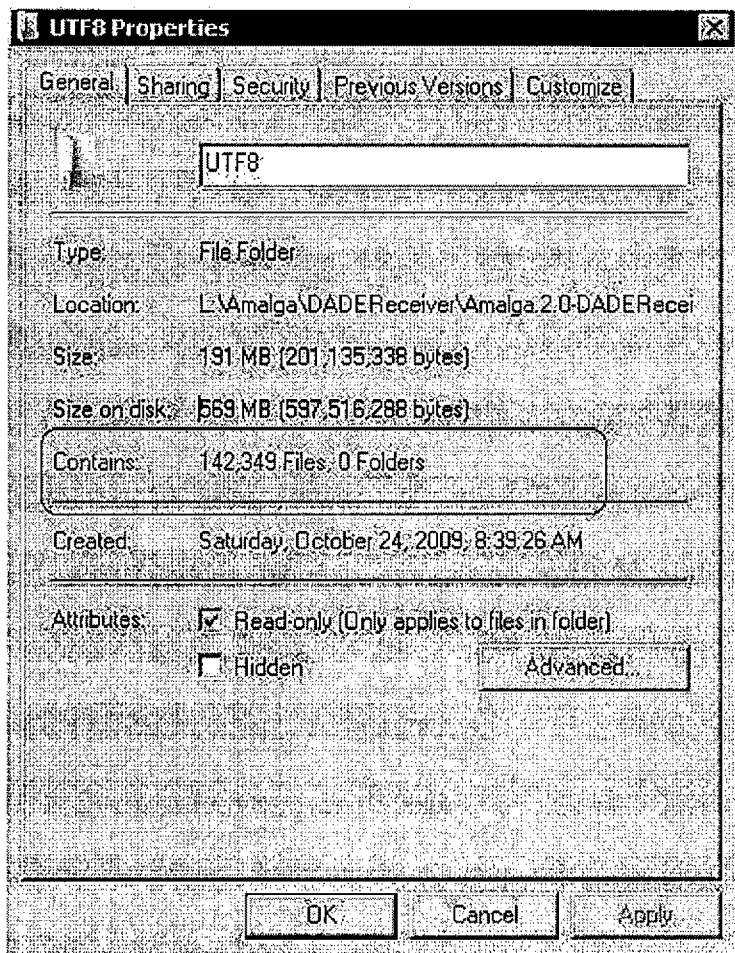 UTF8 Properties
General Sharing Security Previous Versions Customize
UTF8
Type: File Folder
Location: L:\Amalga\DADEReceiver\Amalga.2.0-DADERecei
Size: 191 MB (201,135,338 bytes)
Size on disk: 569 MB (597,516,288 bytes)
Contains: 142,349 Files, 0 Folders
Created: Saturday, October 24, 2009, 8:39:26 AM
Attributes: Read-only (Only applies to files in folder)
Hidden Advanced...
OK Cancel Apply